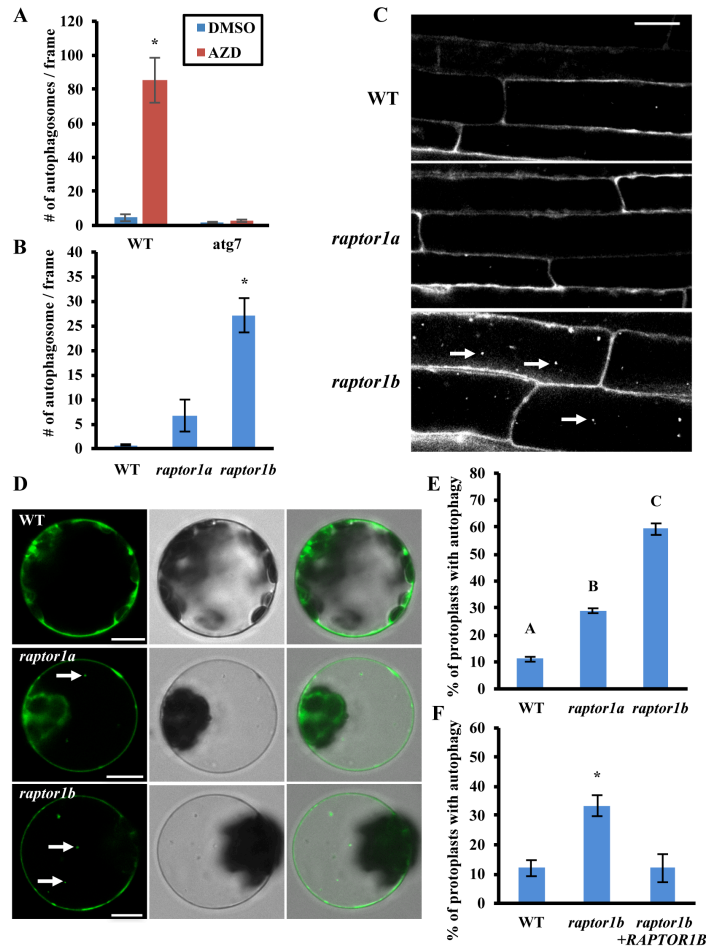 A
# of autophagosomes / frame
120
100
80
60
40
20
0
DMSO
AZD
*
WT
atg7
B
# of autophagosome / frame
40
35
30
25
20
15
10
5
0
*
WT
raptor1a
raptor1b
C
WT
raptor1a
raptor1b
D
WT
raptor1a
raptor1b
E
% of protoplasts with autophagy
80
70
60
50
40
30
20
10
0
A
B
C
WT
raptor1a
raptor1b
F
% of protoplasts with autophagy
60
50
40
30
20
10
0
*
WT
raptor1b
raptor1b
+RAPTOR1B